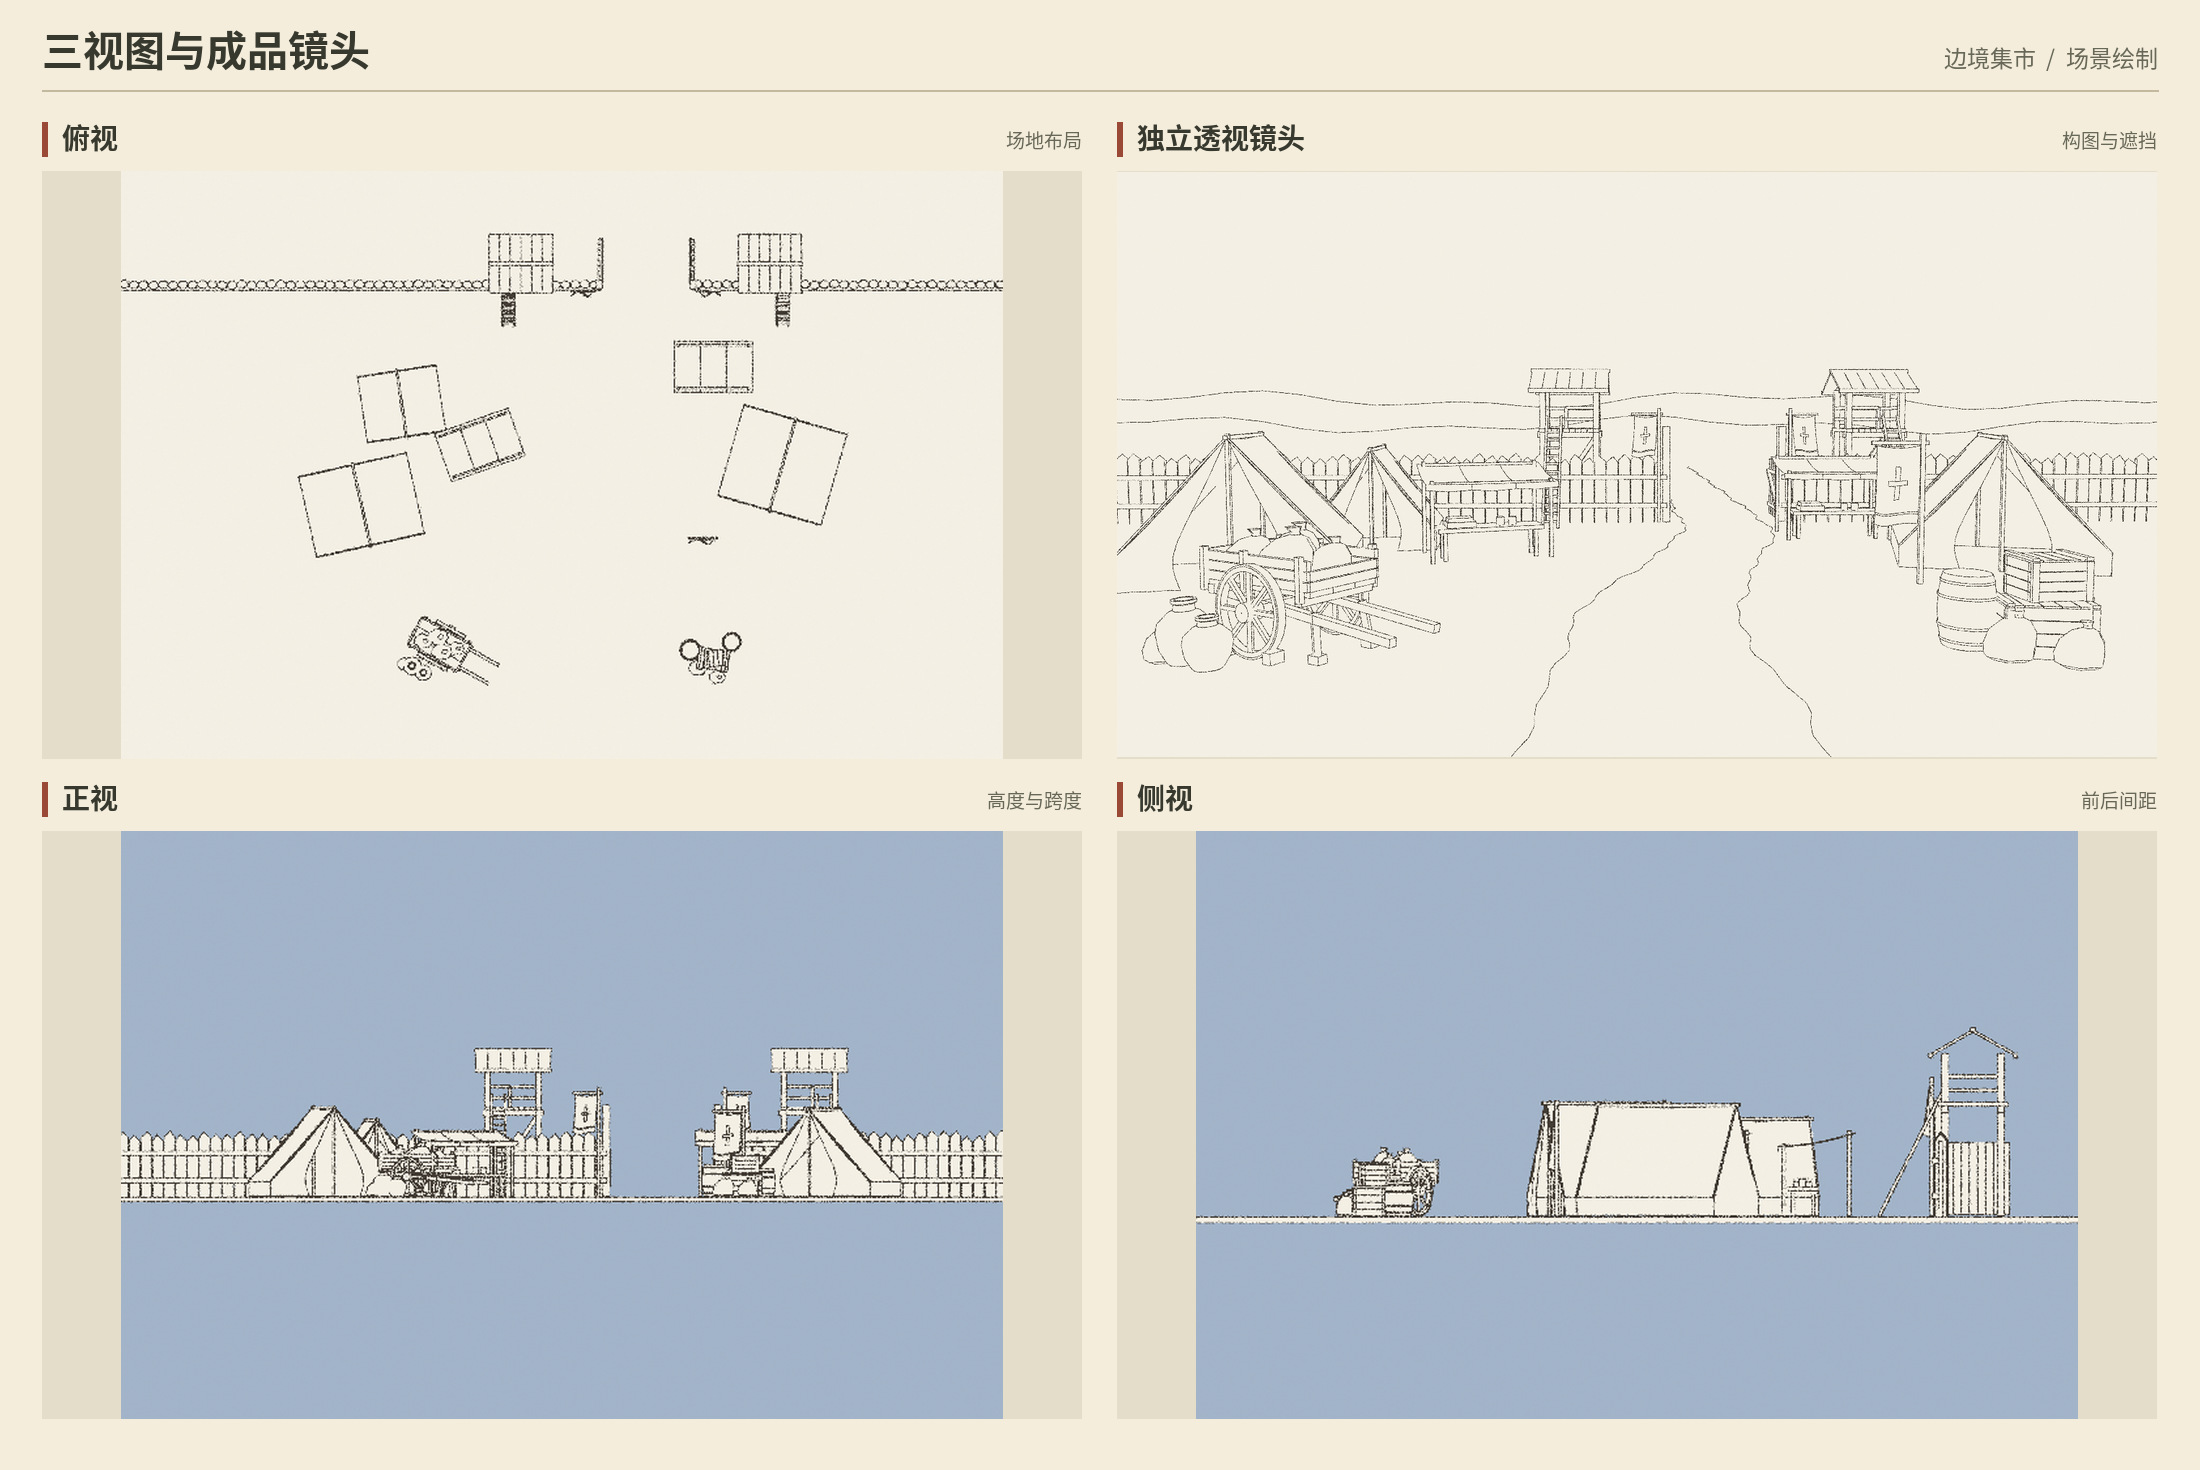 三视图与成品镜头
边境集市 / 场景绘制
俯视
场地布局
独立透视镜头
构图与遮挡
正视
高度与跨度
侧视
前后间距